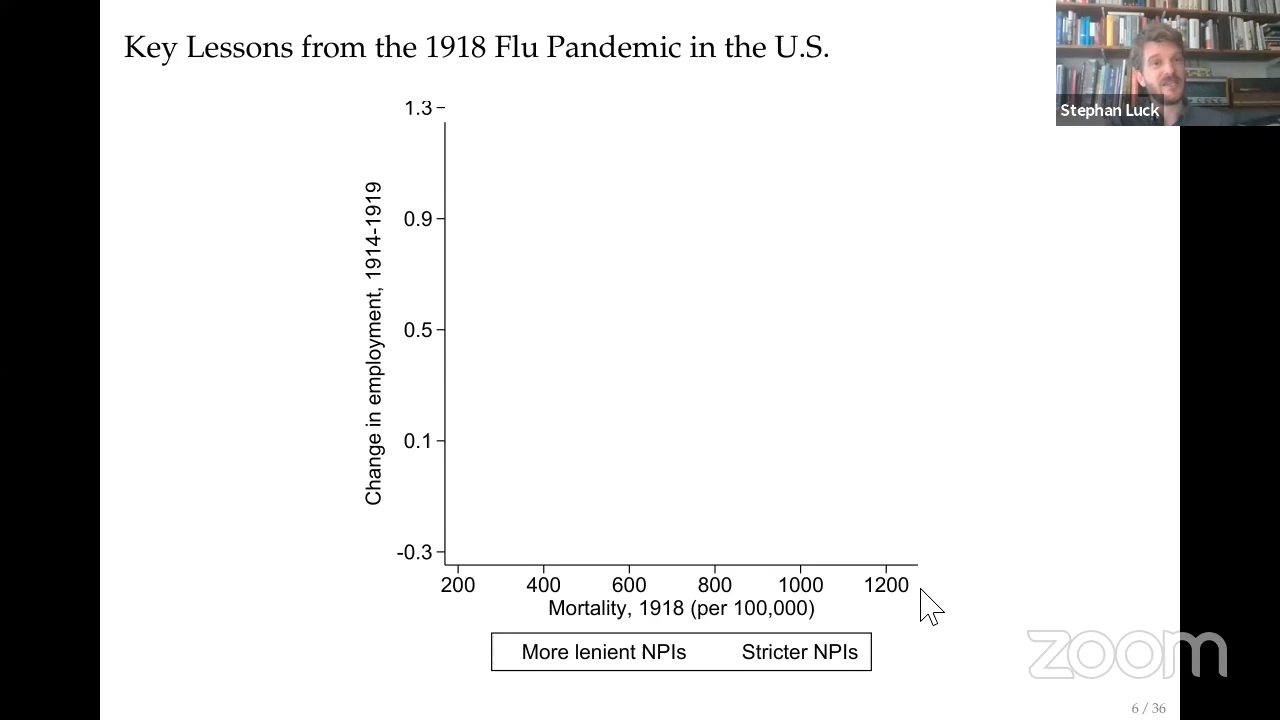 Key Lessons from the 1918 Flu Pandemic in the U.S.
Stephan Luck
Change in employment, 1914-1919
1.3
0.9
0.5
0.1
-0.3
200 400 600 800 1000 1200
Mortality, 1918 (per 100,000)
More lenient NPIs Stricter NPIs
zoom
6 / 36